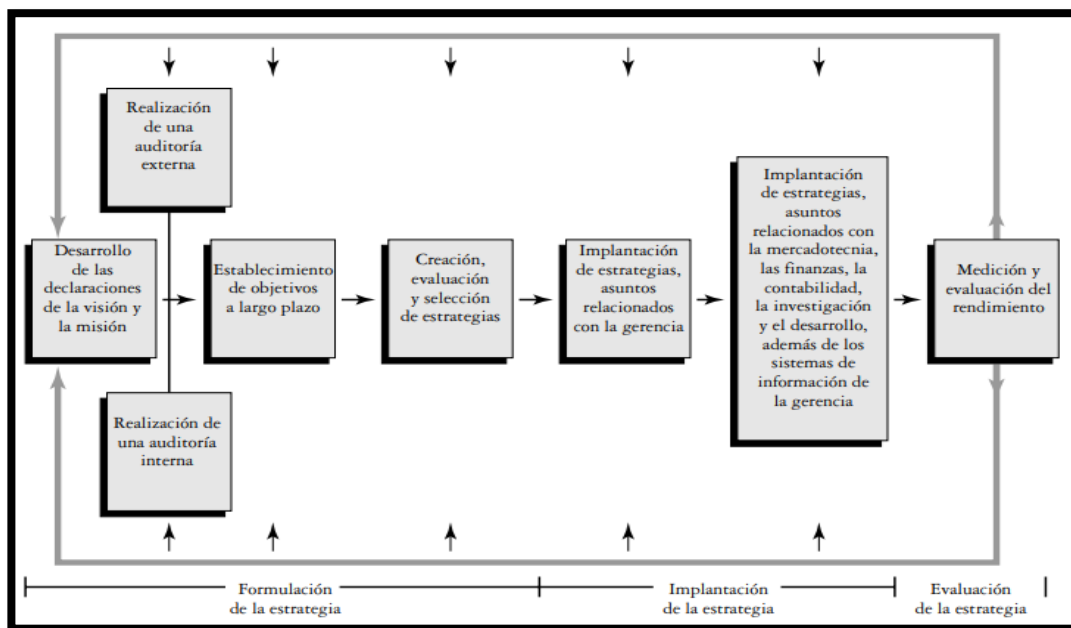 Realización
de una
auditoría
externa
Desarrollo
de las
declaraciones
de la visión y
la misión
Realización de
una auditoría
interna
Establecimiento
de objetivos
a largo plazo
Creación,
evaluación
y selección
de estrategias
Implantación
de estrategias,
asuntos
relacionados
con la gerencia
Implantación
de estrategias,
asuntos
relacionados con
la mercadotecnia,
las finanzas, la
contabilidad,
la investigación
y el desarrollo,
además de los
sistemas de
información de
la gerencia
Medición y
evaluación del
rendimiento
Formulación
de la estrategia
Implantación
de la estrategia
Evaluación
de la estrategia